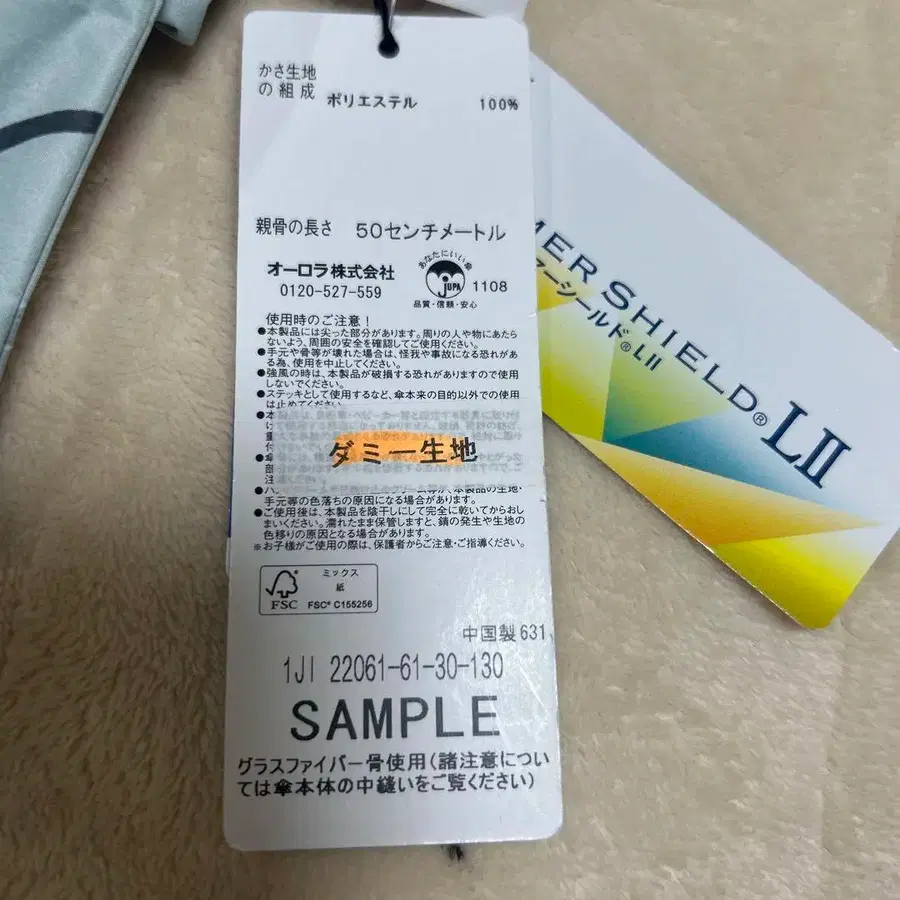 かさ生地
の組成 ポリエステル 100%
親骨の長さ 50センチメートル
オーロラ株式会社
0120-527-559
あなたにいい傘
JUPA
1108
品質・信頼・安心
使用時のご注意!
●本製品には尖った部分があります。周りの人や物にあたら
ないよう、周囲の安全を確認してご使用ください。
●手元や骨等が壊れた場合は、怪我や事故になる恐れがあ
る為、使用を中止してください。
●強風の時は、本製品が破損する恐れがありますので使用
しないでください。
●ステッキとして使用するなど、傘本来の目的以外での使用
は止めてください。
ダミー生地
手元等の色落ちの原因になる場合があります。
●ご使用後は、本製品を陰干しにして完全に乾いてからおし
まいください。濡れたまま保管しますと、錆の発生や生地の
色移りの原因となる場合があります。
※お子様がご使用の際は、保護者からご注意・ご指導ください。
FSC
ミックス
紙
FSC® C155256
中国製 631
1JI 22061-61-30-130
SAMPLE
グラスファイバー骨使用(諸注意につい
ては傘本体の中縫いをご覧ください)
MER SHIELD® LII
アーシールド® LII